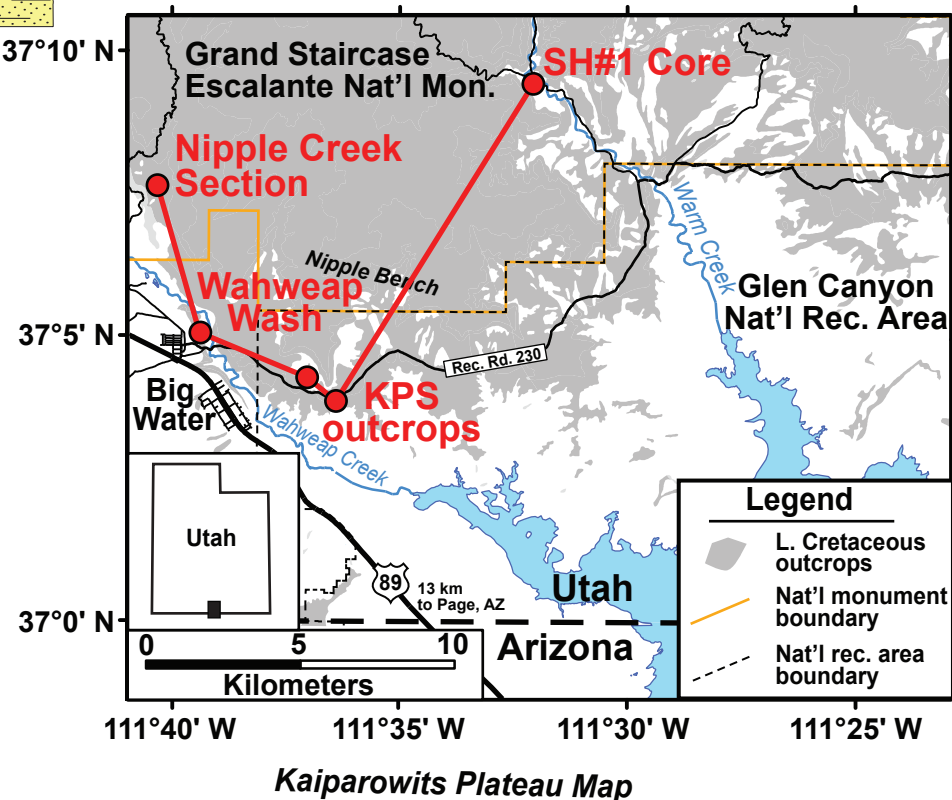 37°10' N
Grand Staircase
Escalante Nat'l Mon.
SH#1 Core
Nipple Creek
Section
Warm Creek
Nipple Bench
Wahweap
Wash
Glen Canyon
Nat'l Rec. Area
37°5' N
Rec. Rd. 230
Big
Water
KPS
outcrops
Wahweap Creek
Utah
89
13 km
to Page, AZ
Utah
Arizona
37°0' N
0 5 10
Kilometers
Legend
L. Cretaceous
outcrops
Nat'l monument
boundary
Nat'l rec. area
boundary
111°40' W 111°35' W 111°30' W 111°25' W
Kaiparowits Plateau Map